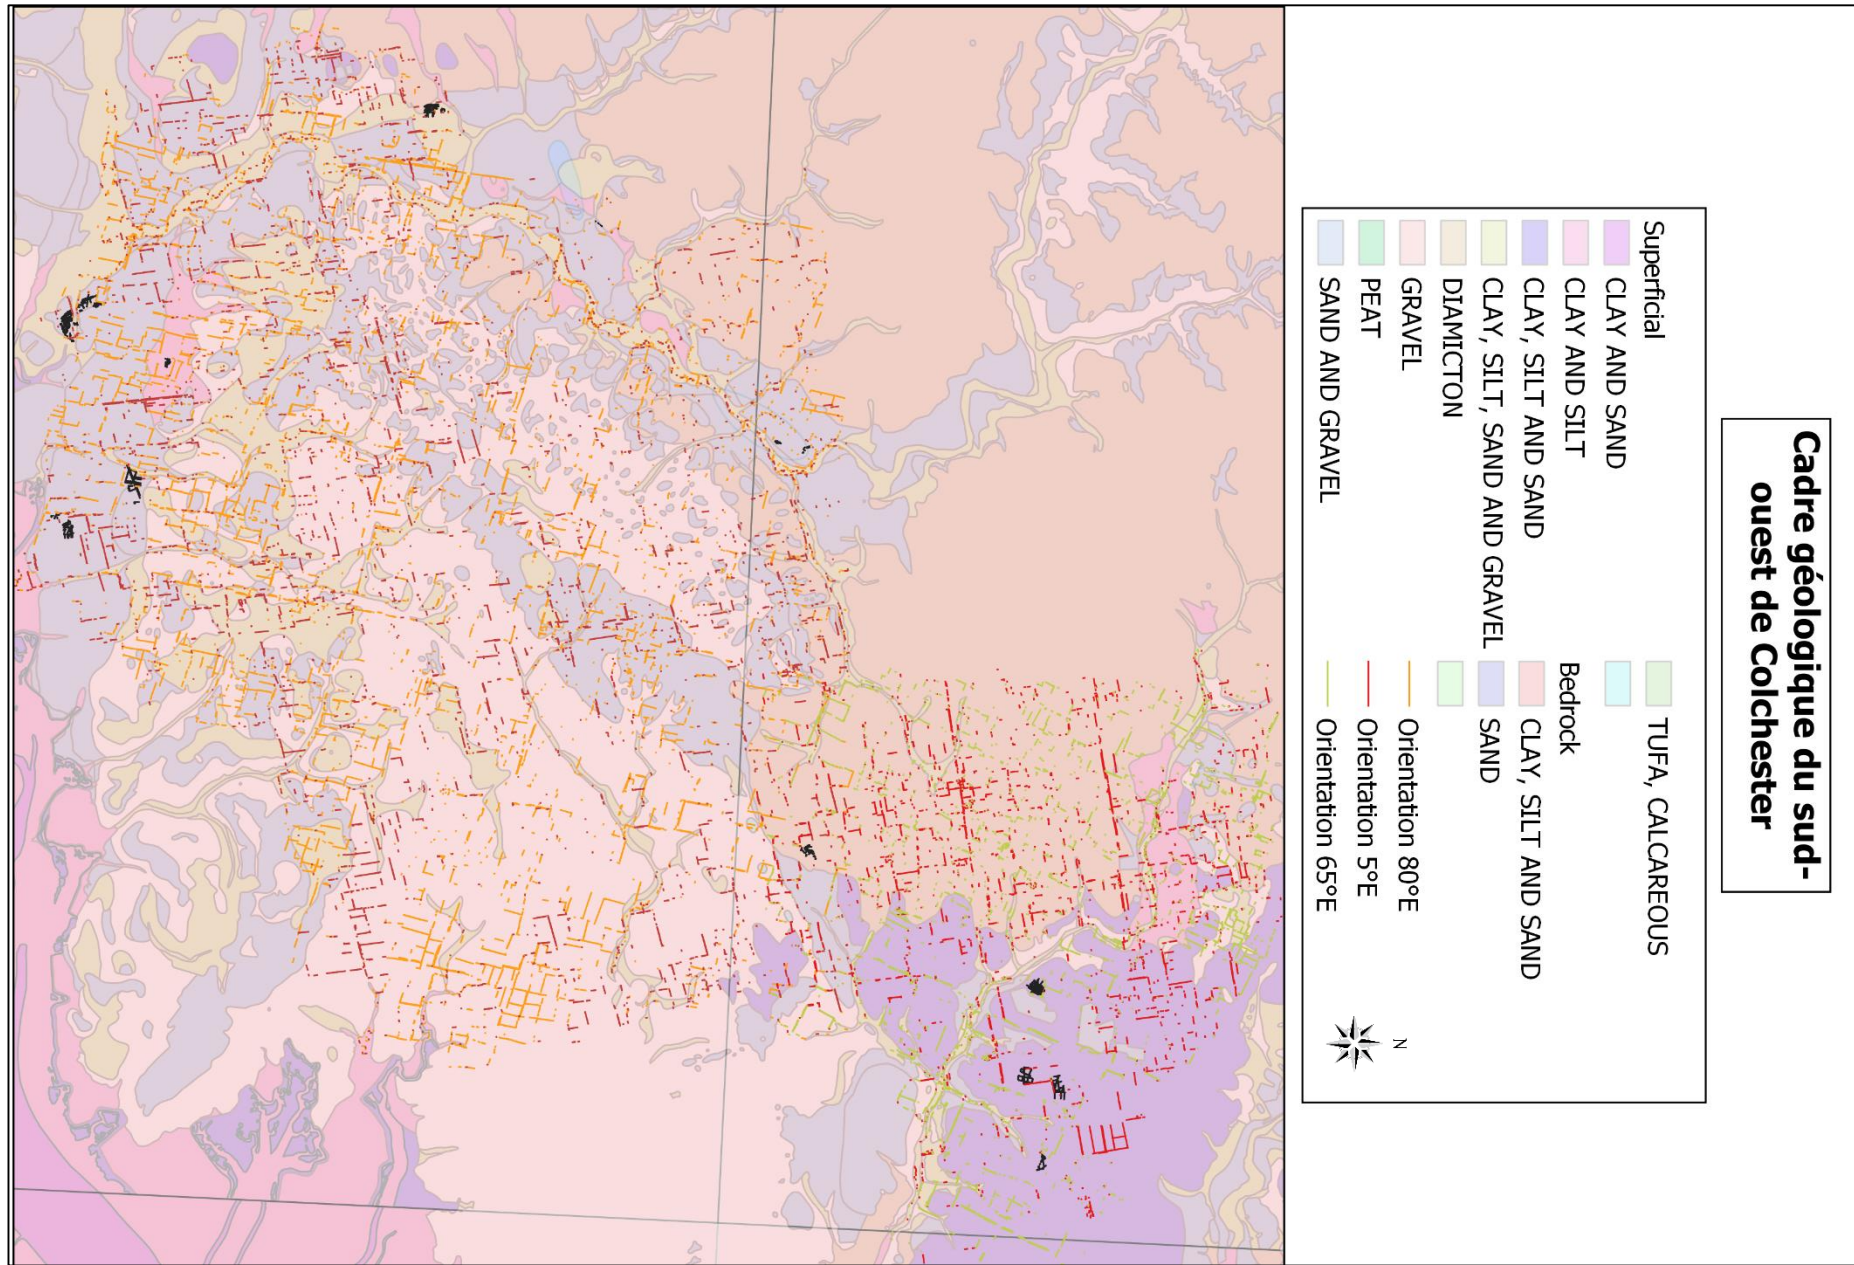 Cadre géologique du sud-
ouest de Colchester
Superficial
CLAY AND SAND
CLAY AND SILT
CLAY, SILT AND SAND
CLAY, SILT, SAND AND GRAVEL
DIAMICTON
GRAVEL
PEAT
SAND AND GRAVEL
TUFA, CALCAREOUS
Bedrock
CLAY, SILT AND SAND
SAND
Orientation 80°E
Orientation 5°E
Orientation 65°E
N